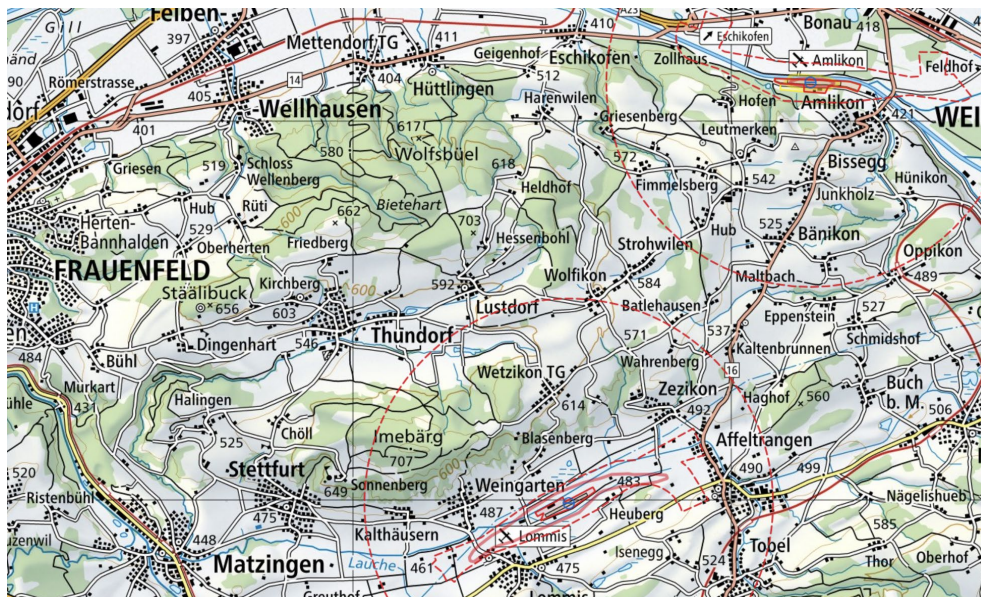 Gill
Felben-
397
Mettendorf TG
411
Geigenhof
410
Eschikofen
A23
Eschikofen
Bonau
418
Zollhaus
Amlikon
Feldhof
90
Römerstrasse
14
404
Hüttlingen
512
405
Wellhausen
Harenwilen
Hofen
Amlikon
421
WEI
401
617
Griesenberg
Leutmerken
Wolfsbüel
580
618
572
Bissegg
Griesen
519
Schloss
Wellenberg
Heldhof
Fimmelsberg
542
Junkholz
Hünikon
Hub
Rüti
600
662
Bietehart
703
Herten-
Bannhalden
529
Oberherten
Friedberg
Hessenbohl
Strohwilen
Hub
525
Bänikon
Oppikon
FRAUENFELD
Kirchberg
600
592
Wolfikon
584
Maltbach
489
Stäälibuck
656
603
Lustdorf
Batlehausen
Eppenstein
527
Thundorf
571
537
Schmidshof
484
Bühl
Dingenhart
546
Wahrenberg
Kaltenbrunnen
Murkart
Wetzikon TG
16
Zezikon
Haghof
560
Buch
b. M.
431
Halingen
614
492
506
525
Chöll
Imebärg
Blasenberg
Affeltrangen
707
600
520
Stettfurt
649
Sonnenberg
Weingarten
483
490
499
Ristenbühl
475
487
Heuberg
Nägelishueb
Kalthäusern
Lommis
585
448
Isenegg
Tobel
Thor
Oberhof
Matzingen
Lauche
461
475
524
Lommis